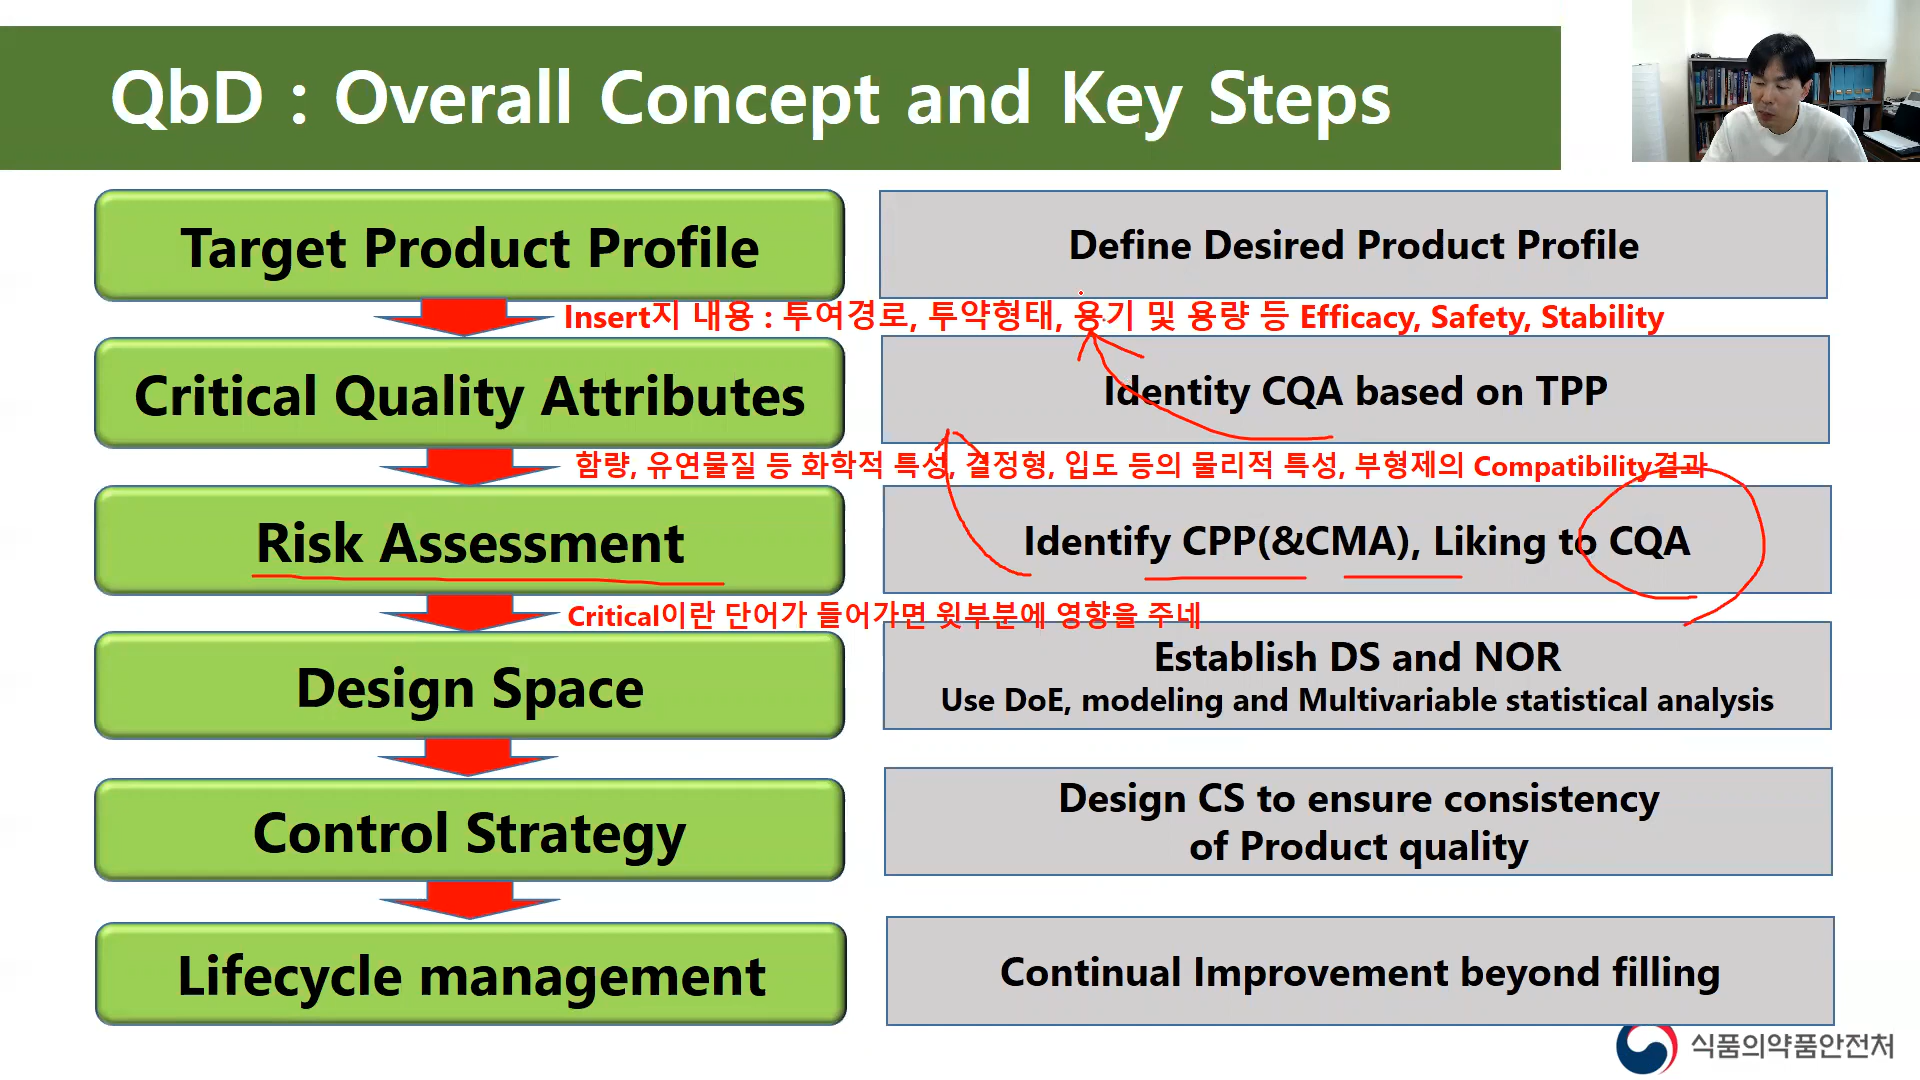 QbD : Overall Concept and Key Steps
Target Product Profile
Define Desired Product Profile
Insert지 내용 : 투여경로, 투약형태, 용기 및 용량 등 Efficacy, Safety, Stability
Critical Quality Attributes
Identity CQA based on TPP
함량, 유연물질 등 화학적 특성, 결정형, 입도 등의 물리적 특성, 부형제의 Compatibility결과
Risk Assessment
Identify CPP(&CMA), Liking to CQA
Critical이란 단어가 들어가면 윗부분에 영향을 주네
Design Space
Establish DS and NOR
Use DoE, modeling and Multivariable statistical analysis
Control Strategy
Design CS to ensure consistency
of Product quality
Lifecycle management
Continual Improvement beyond filling
식품의약품안전처